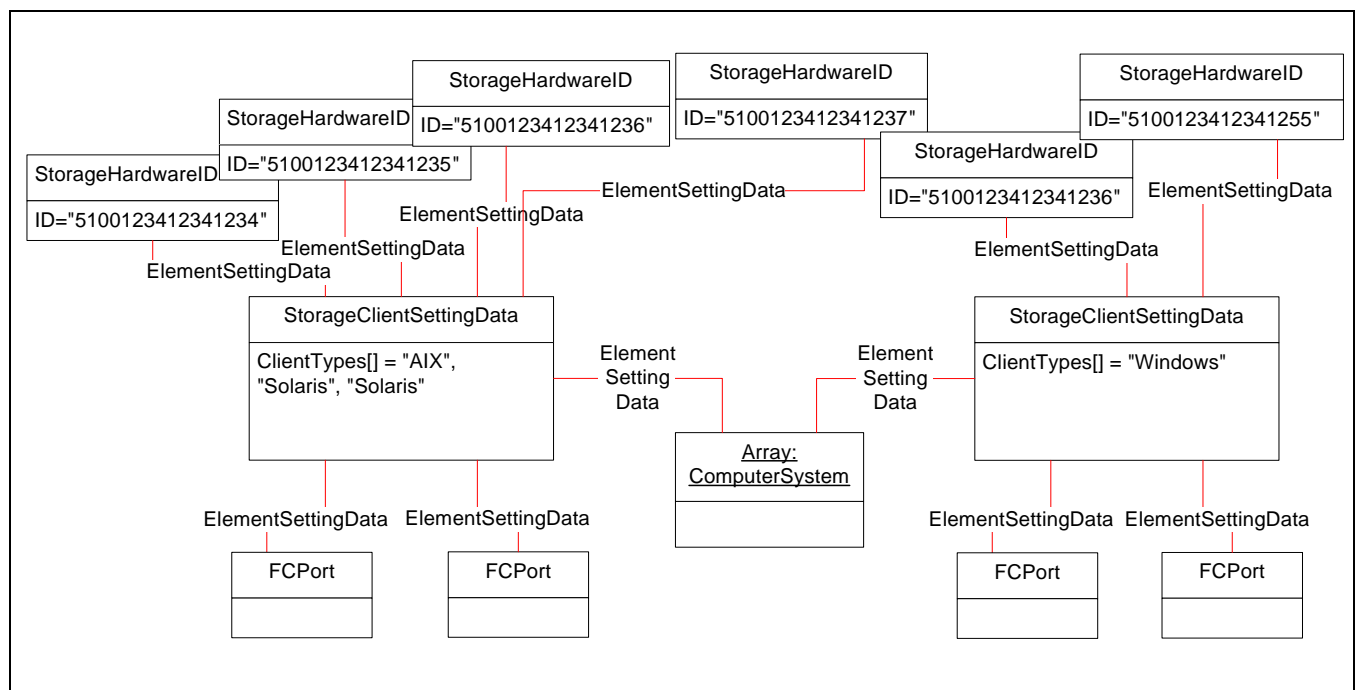 StorageHardwareID
ID="5100123412341234"
StorageHardwareID
ID="5100123412341235"
StorageHardwareID
ID="5100123412341236"
StorageHardwareID
ID="5100123412341237"
StorageHardwareID
ID="5100123412341236"
StorageHardwareID
ID="5100123412341255"
ElementSettingData
ElementSettingData
ElementSettingData
ElementSettingData
ElementSettingData
ElementSettingData
StorageClientSettingData
ClientTypes[] = "AIX",
"Solaris", "Solaris"
Element
Setting
Data
Array:
ComputerSystem
Element
Setting
Data
StorageClientSettingData
ClientTypes[] = "Windows"
ElementSettingData
ElementSettingData
ElementSettingData
ElementSettingData
FCPort
FCPort
FCPort
FCPort